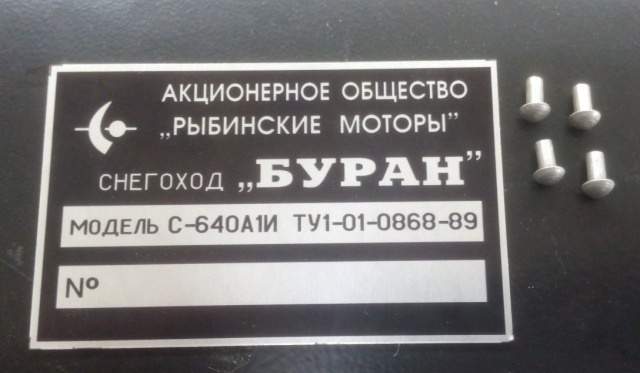 АКЦИОНЕРНОЕ ОБЩЕСТВО
„РЫБИНСКИЕ МОТОРЫ"
СНЕГОХОД „БУРАН"
МОДЕЛЬ С-640А1И ТУ1-01-0868-89
№